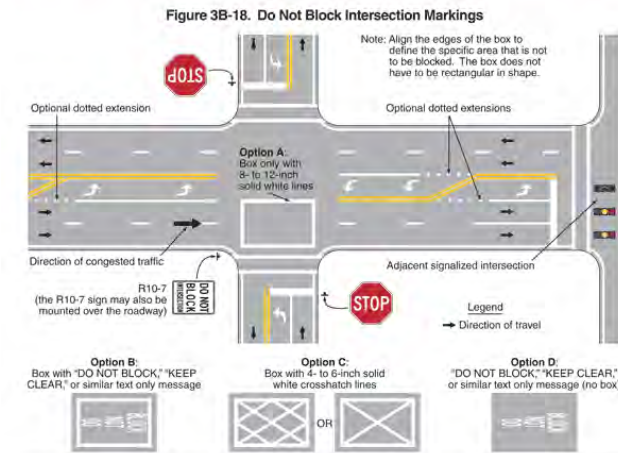 Figure 3B-18. Do Not Block Intersection Markings
Note: Align the edges of the box to
define the specific area that is not
to be blocked. The box does not
have to be rectangular in shape.
STOP
Optional dotted extension
Optional dotted extensions
Option A:
Box only with
8- to 12-inch
solid white lines
Direction of congested traffic
Adjacent signalized intersection
R10-7
(the R10-7 sign may also be
mounted over the roadway)
DO NOT
BLOCK
INTERSECTION
STOP
Legend
Direction of travel
Option B:
Box with "DO NOT BLOCK," "KEEP
CLEAR," or similar text only message
DO
NOT
BLOCK
Option C:
Box with 4- to 6-inch solid
white crosshatch lines
OR
Option D:
"DO NOT BLOCK," "KEEP CLEAR,"
or similar text only message (no box)
DO
NOT
BLOCK